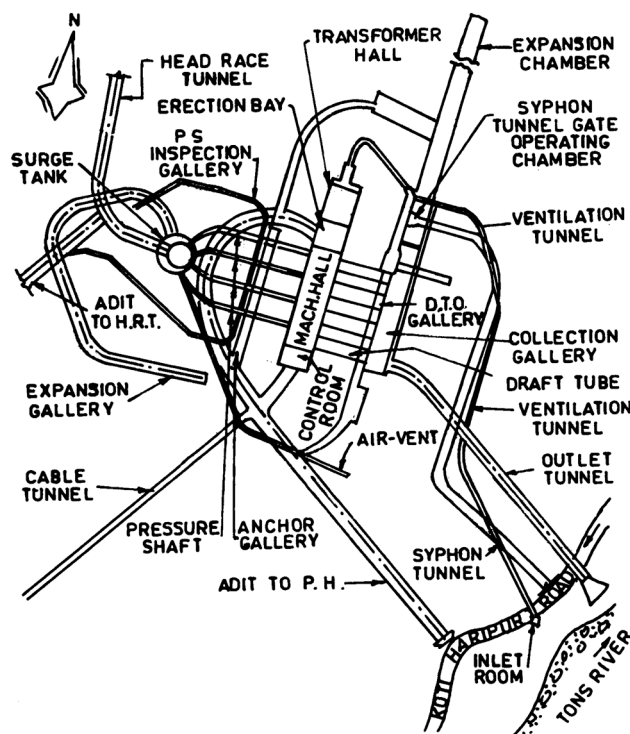 N
HEAD RACE
TUNNEL
TRANSFORMER
HALL
EXPANSION
CHAMBER
ERECTION BAY
P S
INSPECTION
GALLERY
SURGE
TANK
SYPHON
TUNNEL GATE
OPERATING
CHAMBER
VENTILATION
TUNNEL
MACH. HALL
ADIT
TO H.R.T.
D.T.O.
GALLERY
COLLECTION
GALLERY
EXPANSION
GALLERY
CONTROL
ROOM
DRAFT TUBE
VENTILATION
TUNNEL
AIR-VENT
OUTLET
TUNNEL
CABLE
TUNNEL
PRESSURE
SHAFT
ANCHOR
GALLERY
SYPHON
TUNNEL
ADIT TO P.H.
KOTI HARIPUR ROAD
INLET
ROOM
TONS RIVER